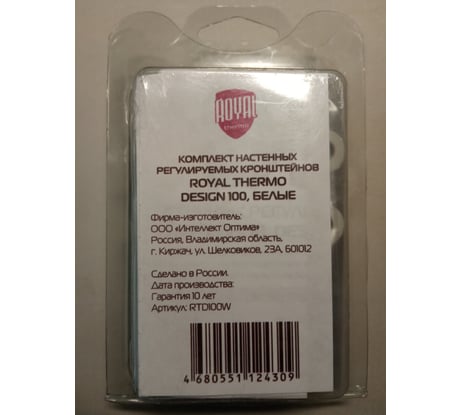 ROYAL
THERMO
КОМПЛЕКТ НАСТЕННЫХ
РЕГУЛИРУЕМЫХ КРОНШТЕЙНОВ
ROYAL THERMO
DESIGN 100, БЕЛЫЕ
Фирма-изготовитель:
ООО «Интеллект Оптима»
Россия, Владимирская область,
г. Киржач, ул. Шелковиков, 23А, 601012
Сделано в России.
Дата производства:
Гарантия 10 лет
Артикул: RTD100W
4 680551 124309